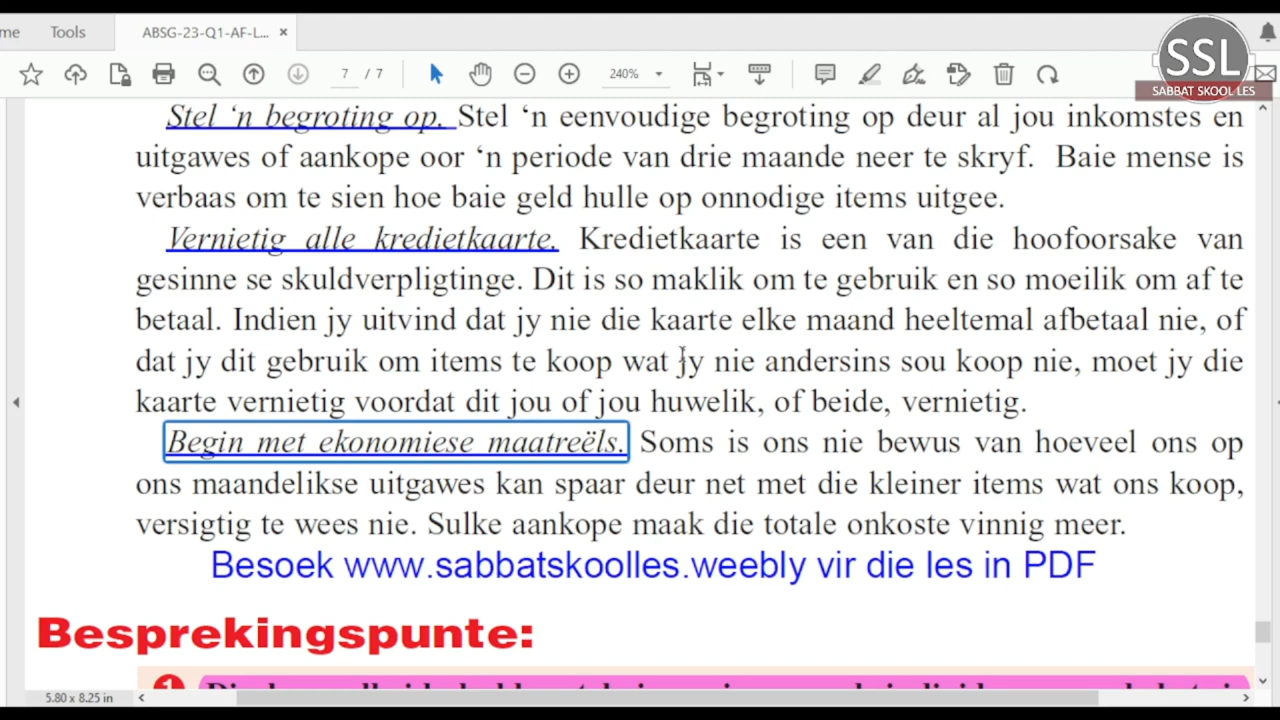 me Tools ABSG-23-Q1-AF-L... ×
SSL
SABBAT SKOOL LES
7 / 7 240%
Stel ‘n begroting op. Stel ‘n eenvoudige begroting op deur al jou inkomstes en
uitgawes of aankope oor ‘n periode van drie maande neer te skryf. Baie mense is
verbaas om te sien hoe baie geld hulle op onnodige items uitgee.
Vernietig alle kredietkaarte. Kredietkaarte is een van die hoofoorsake van
gesinne se skuldverpligtinge. Dit is so maklik om te gebruik en so moeilik om af te
betaal. Indien jy uitvind dat jy nie die kaarte elke maand heeltemal afbetaal nie, of
dat jy dit gebruik om items te koop wat jy nie andersins sou koop nie, moet jy die
kaarte vernietig voordat dit jou of jou huwelik, of beide, vernietig.
Begin met ekonomiese maatreëls. Soms is ons nie bewus van hoeveel ons op
ons maandelikse uitgawes kan spaar deur net met die kleiner items wat ons koop,
versigtig te wees nie. Sulke aankope maak die totale onkoste vinnig meer.
Besoek www.sabbatskoolles.weebly vir die les in PDF
Besprekingspunte:
1
5.80 x 8.25 in